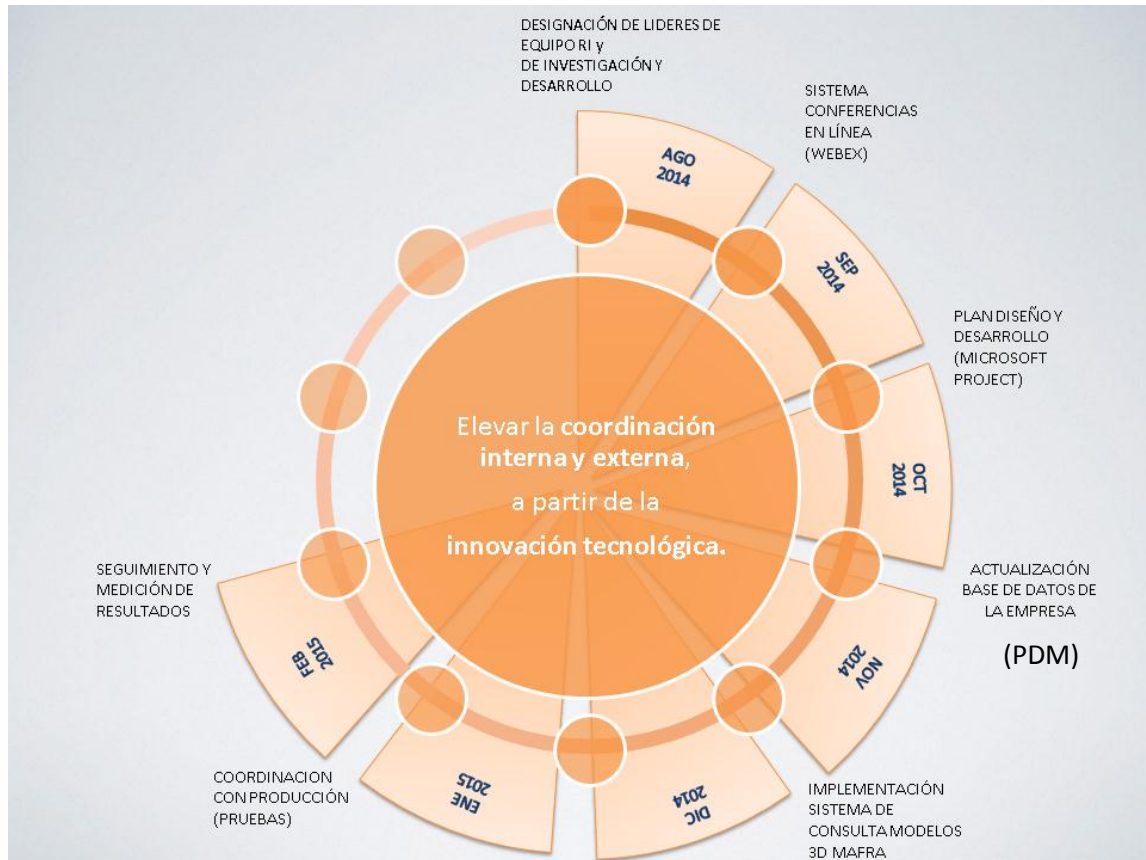 DESIGNACIÓN DE LIDERES DE
EQUIPO RI y
DE INVESTIGACIÓN Y
DESARROLLO
AGO
2014
SISTEMA
CONFERENCIAS
EN LÍNEA
(WEBEX)
SEP
2014
PLAN DISEÑO Y
DESARROLLO
(MICROSOFT
PROJECT)
OCT
2014
ACTUALIZACIÓN
BASE DE DATOS DE
LA EMPRESA
(PDM)
NOV
2014
IMPLEMENTACIÓN
SISTEMA DE
CONSULTA MODELOS
3D MAFRA
DIC
2014
COORDINACION
CON PRODUCCIÓN
(PRUEBAS)
ENE
2015
SEGUIMIENTO Y
MEDICIÓN DE
RESULTADOS
FEB
2015
Elevar la coordinación
interna y externa,
a partir de la
innovación tecnológica.